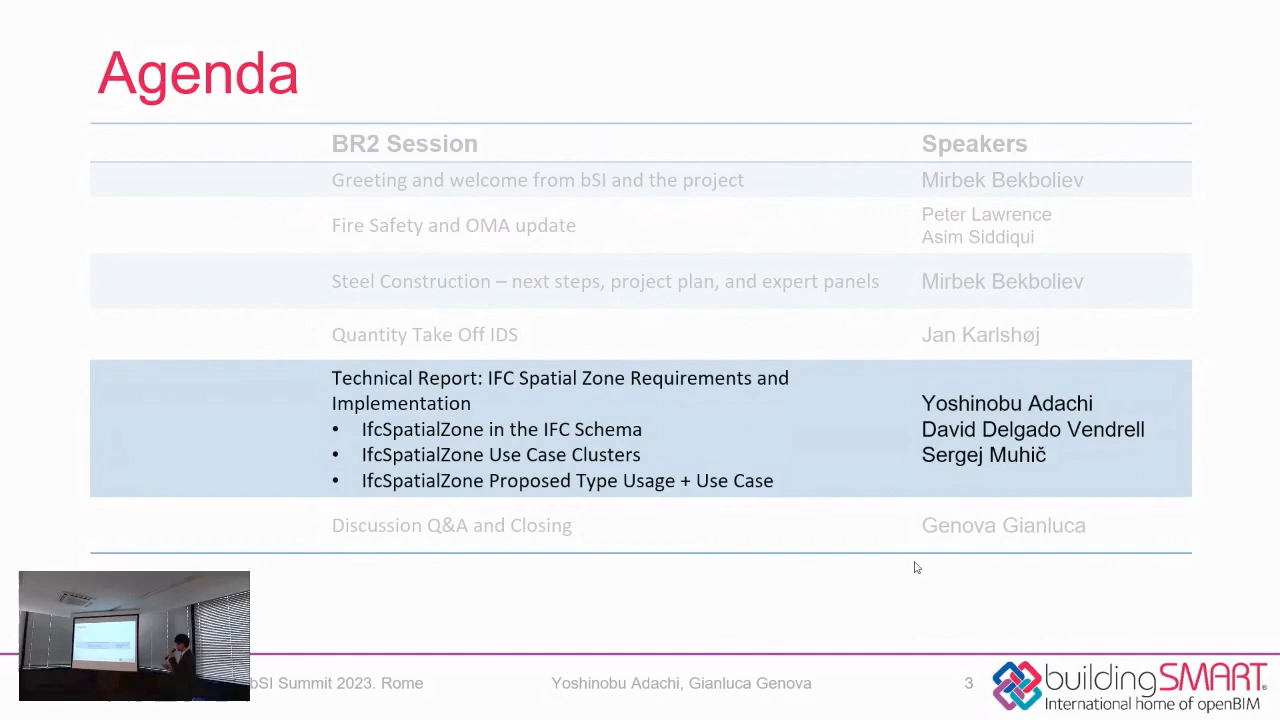 Agenda
BR2 Session Speakers
Greeting and welcome from bSI and the project Mirbek Bekboliev
Fire Safety and OMA update Peter Lawrence
Asim Siddiqui
Steel Construction – next steps, project plan, and expert panels Mirbek Bekboliev
Quantity Take Off IDS Jan Karlshøj
Technical Report: IFC Spatial Zone Requirements and
Implementation
• IfcSpatialZone in the IFC Schema
• IfcSpatialZone Use Case Clusters
• IfcSpatialZone Proposed Type Usage + Use Case
Yoshinobu Adachi
David Delgado Vendrell
Sergej Muhič
Discussion Q&A and Closing Genova Gianluca
bSI Summit 2023. Rome Yoshinobu Adachi, Gianluca Genova 3
buildingSMART®
International home of openBIM